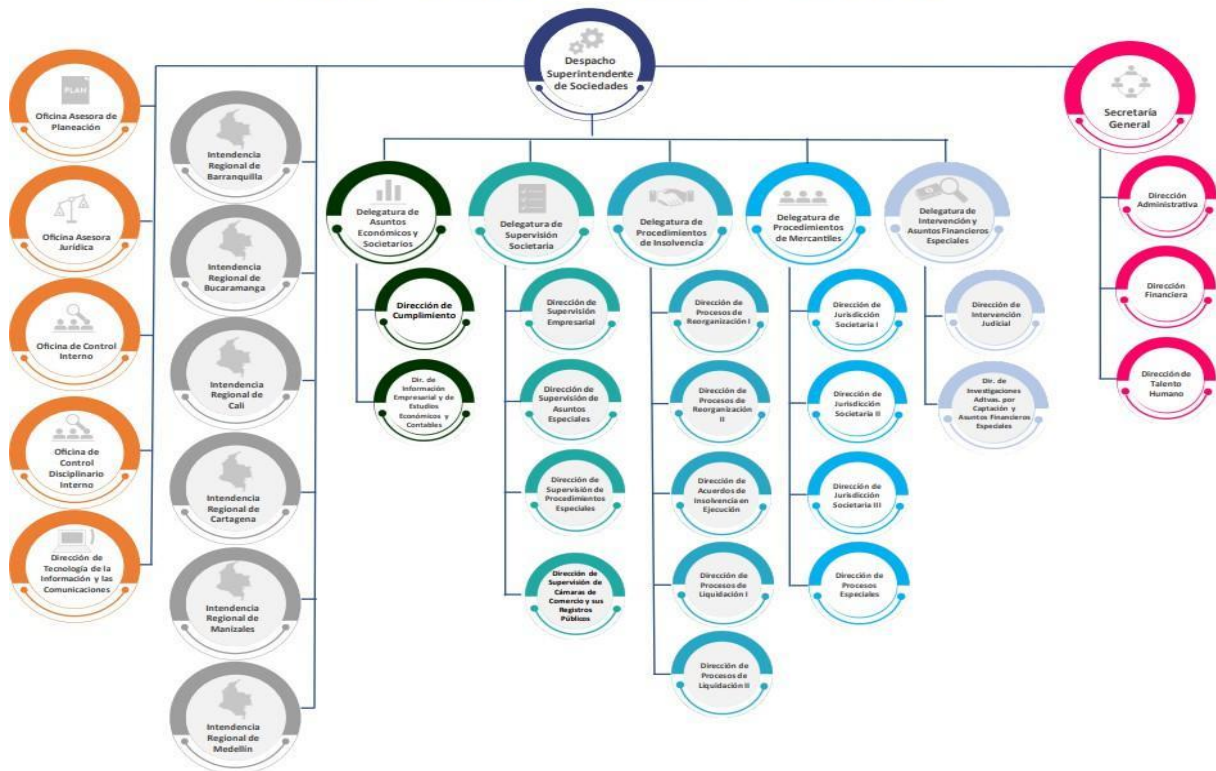 Despacho
Superintendente
de Sociedades
PLAN
Oficina Asesora de
Planeación
Oficina Asesora
Jurídica
Oficina de Control
Interno
Oficina de
Control
Disciplinario
Interno
Dirección de
Tecnología de la
Información y las
Comunicaciones
Intendencia
Regional de
Barranquilla
Intendencia
Regional de
Bucaramanga
Intendencia
Regional de
Cali
Intendencia
Regional de
Cartagena
Intendencia
Regional de
Manizales
Intendencia
Regional de
Medellín
Delegatura de
Asuntos
Económicos y
Societarios
Dirección de
Cumplimiento
Dir. de
Información
Empresarial y de
Estudios
Económicos y
Contables
Delegatura de
Supervisión
Societaria
Dirección de
Supervisión
Empresarial
Dirección de
Supervisión de
Asuntos
Especiales
Dirección de
Supervisión de
Procedimientos
Especiales
Dirección de
Supervisión de
Cámaras de
Comercio y sus
Registros
Públicos
Delegatura de
Procedimientos
de Insolvencia
Dirección de
Procesos de
Reorganización I
Dirección de
Procesos de
Reorganización
II
Dirección de
Acuerdos de
Insolvencia en
Ejecución
Dirección de
Procesos de
Liquidación I
Dirección de
Procesos de
Liquidación II
Delegatura de
Procedimientos
de Mercantiles
Dirección de
Jurisdicción
Societaria I
Dirección de
Jurisdicción
Societaria II
Dirección de
Jurisdicción
Societaria III
Dirección de
Procesos
Especiales
Delegatura de
Intervención y
Asuntos Financieros
Especiales
Dirección de
Intervención
Judicial
Dir. de
Investigaciones
Adtvas. por
Captación y
Asuntos Financieros
Especiales
Secretaría
General
Dirección
Administrativa
Dirección
Financiera
Dirección de
Talento
Humano